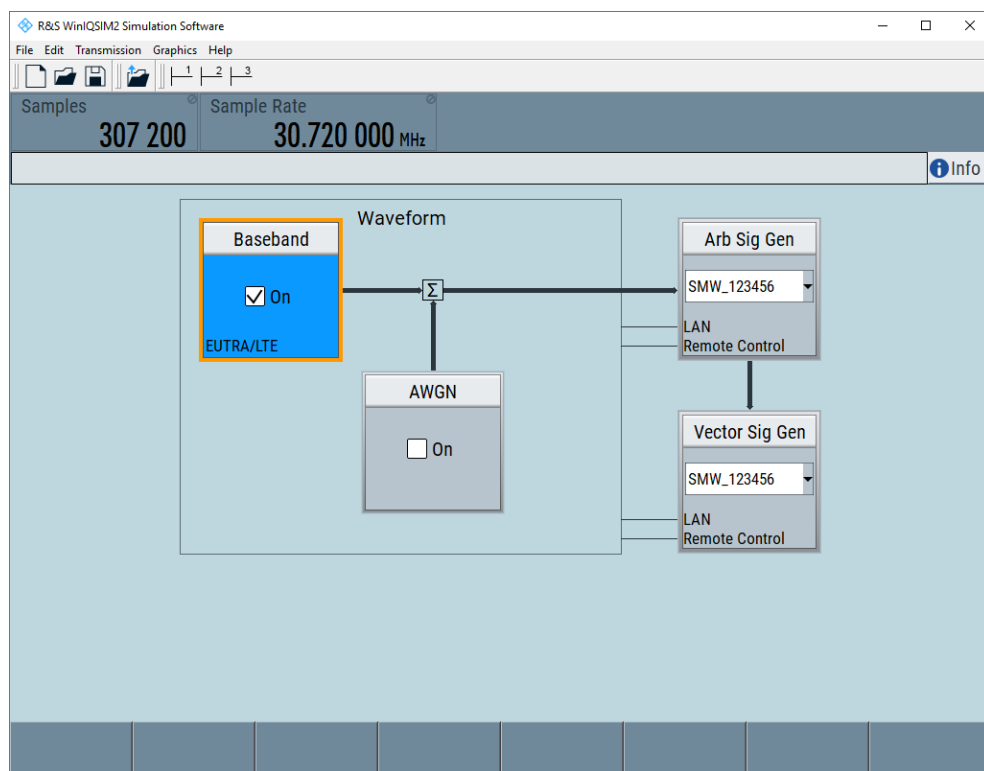 R&S WinIQSIM2 Simulation Software
File Edit Transmission Graphics Help
1 2 3
Samples
307 200
Sample Rate
30.720 000 MHz
Info
Waveform
Baseband
On
EUTRA/LTE
Σ
AWGN
On
Arb Sig Gen
SMW_123456
LAN
Remote Control
Vector Sig Gen
SMW_123456
LAN
Remote Control